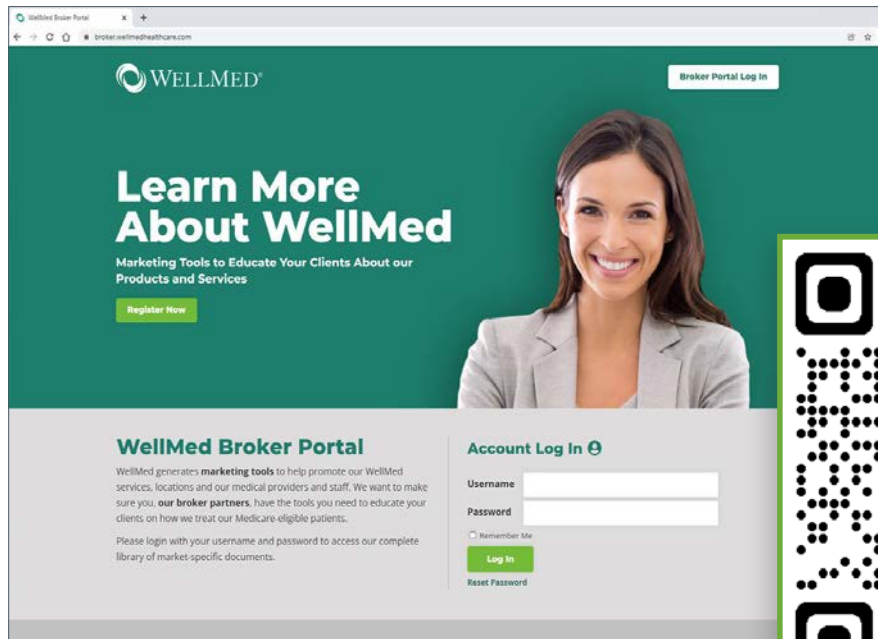 WellMed Broker Portal
broker.wellmedhealthcare.com
WELLMED®
Broker Portal Log In
Learn More
About WellMed
Marketing Tools to Educate Your Clients About our
Products and Services
Register Now
WellMed Broker Portal
WellMed generates marketing tools to help promote our WellMed
services, locations and our medical providers and staff. We want to make
sure you, our broker partners, have the tools you need to educate your
clients on how we treat our Medicare-eligible patients.
Please login with your username and password to access our complete
library of market-specific documents.
Account Log In
Username
Password
Remember Me
Log In
Reset Password